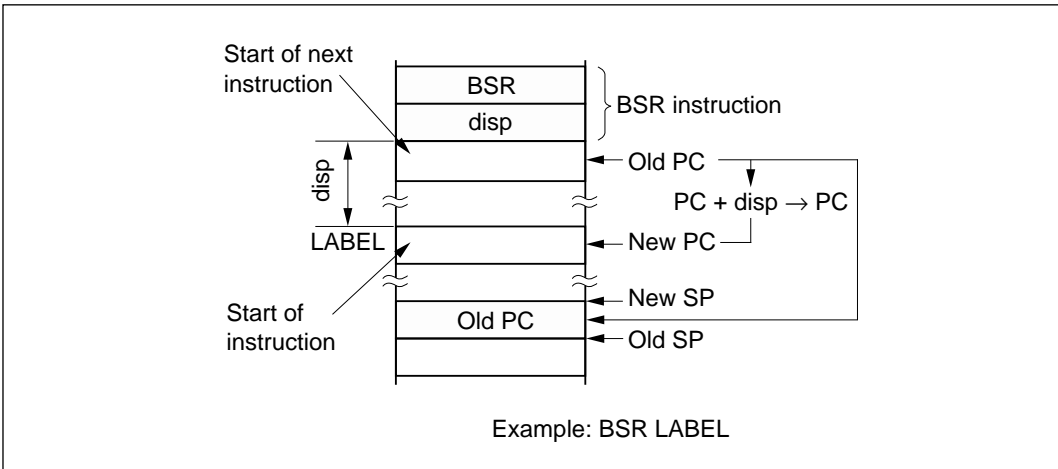 Start of next
instruction
BSR
disp
BSR instruction
Old PC
disp
PC + disp → PC
LABEL
New PC
New SP
Start of
instruction
Old PC
Old SP
Example: BSR LABEL